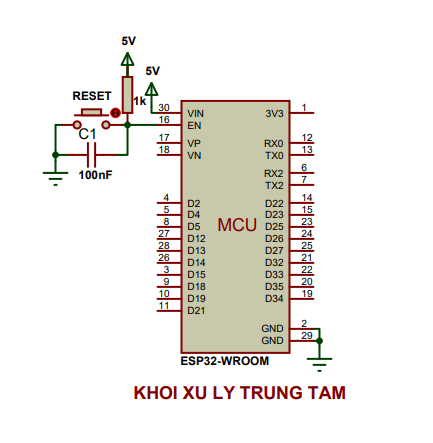 5V
5V
RESET
1k
C1
100nF
30 VIN 3V3 1
16 EN
17 VP RX0 12
18 VN TX0 13
RX2 6
TX2 7
4 D2 D22 14
5 D4 D23 15
8 D5 D25 23
27 D12 D26 24
28 D13 D27 25
26 D14 D32 21
3 D15 D33 22
9 D18 D35 20
10 D19 D34 19
11 D21
MCU
GND 2
GND 29
ESP32-WROOM
KHOI XU LY TRUNG TAM